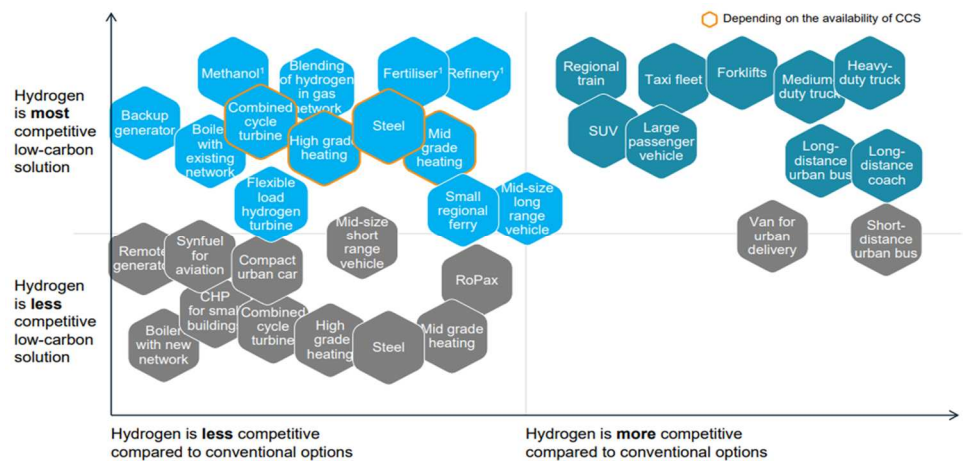 Depending on the availability of CCS
Hydrogen
is most
competitive
low-carbon
solution
Hydrogen
is less
competitive
low-carbon
solution
Backup
generator
Methanol¹
Blending
of hydrogen
in gas
network
Fertiliser¹
Refinery¹
Boiler
with
existing
network
Combined
cycle
turbine
High grade
heating
Steel
Mid
grade
heating
Flexible
load
hydrogen
turbine
Small
regional
ferry
Mid-size
long
range
vehicle
Regional
train
Taxi fleet
Forklifts
Medium
duty truck
Heavy-
duty truck
SUV
Large
passenger
vehicle
Long-
distance
urban bus
Long-
distance
coach
Remote
generator
Synfuel
for
aviation
Compact
urban car
Mid-size
short
range
vehicle
RoPax
Van for
urban
delivery
Short-
distance
urban bus
Boiler
with new
network
CHP
for small
buildings
Combined
cycle
turbine
High
grade
heating
Steel
Mid grade
heating
Hydrogen is less competitive
compared to conventional options
Hydrogen is more competitive
compared to conventional options